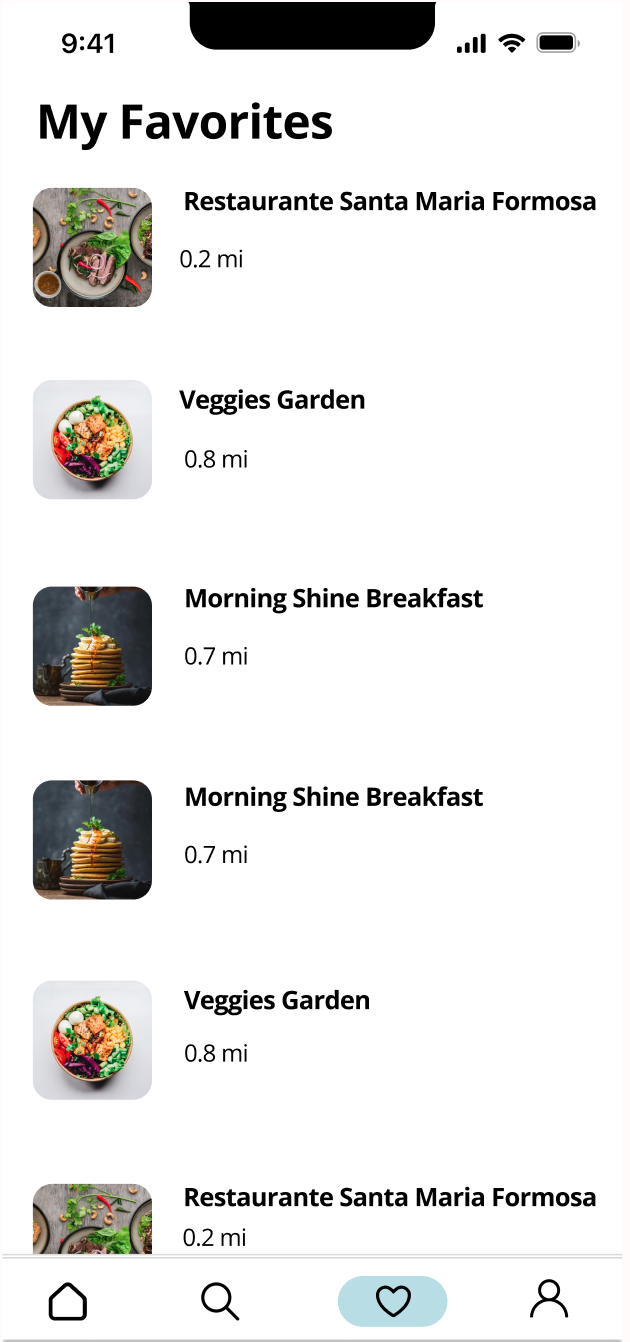 9:41
My Favorites
Restaurante Santa Maria Formosa
0.2 mi
Veggies Garden
0.8 mi
Morning Shine Breakfast
0.7 mi
Morning Shine Breakfast
0.7 mi
Veggies Garden
0.8 mi
Restaurante Santa Maria Formosa
0.2 mi